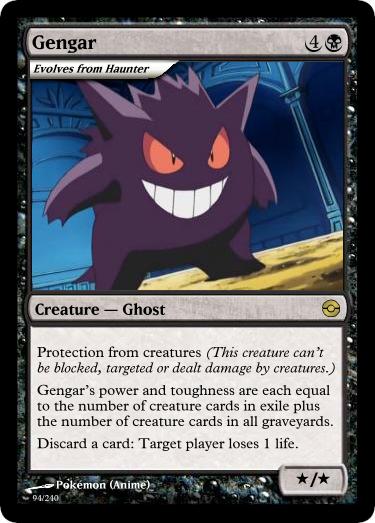 Gengar 4
Evolves from Haunter
Creature — Ghost
Protection from creatures (This creature can't
be blocked, targeted or dealt damage by creatures.)
Gengar's power and toughness are each equal
to the number of creature cards in exile plus
the number of creature cards in all graveyards.
Discard a card: Target player loses 1 life.
★/★
Pokémon (Anime)
94/240